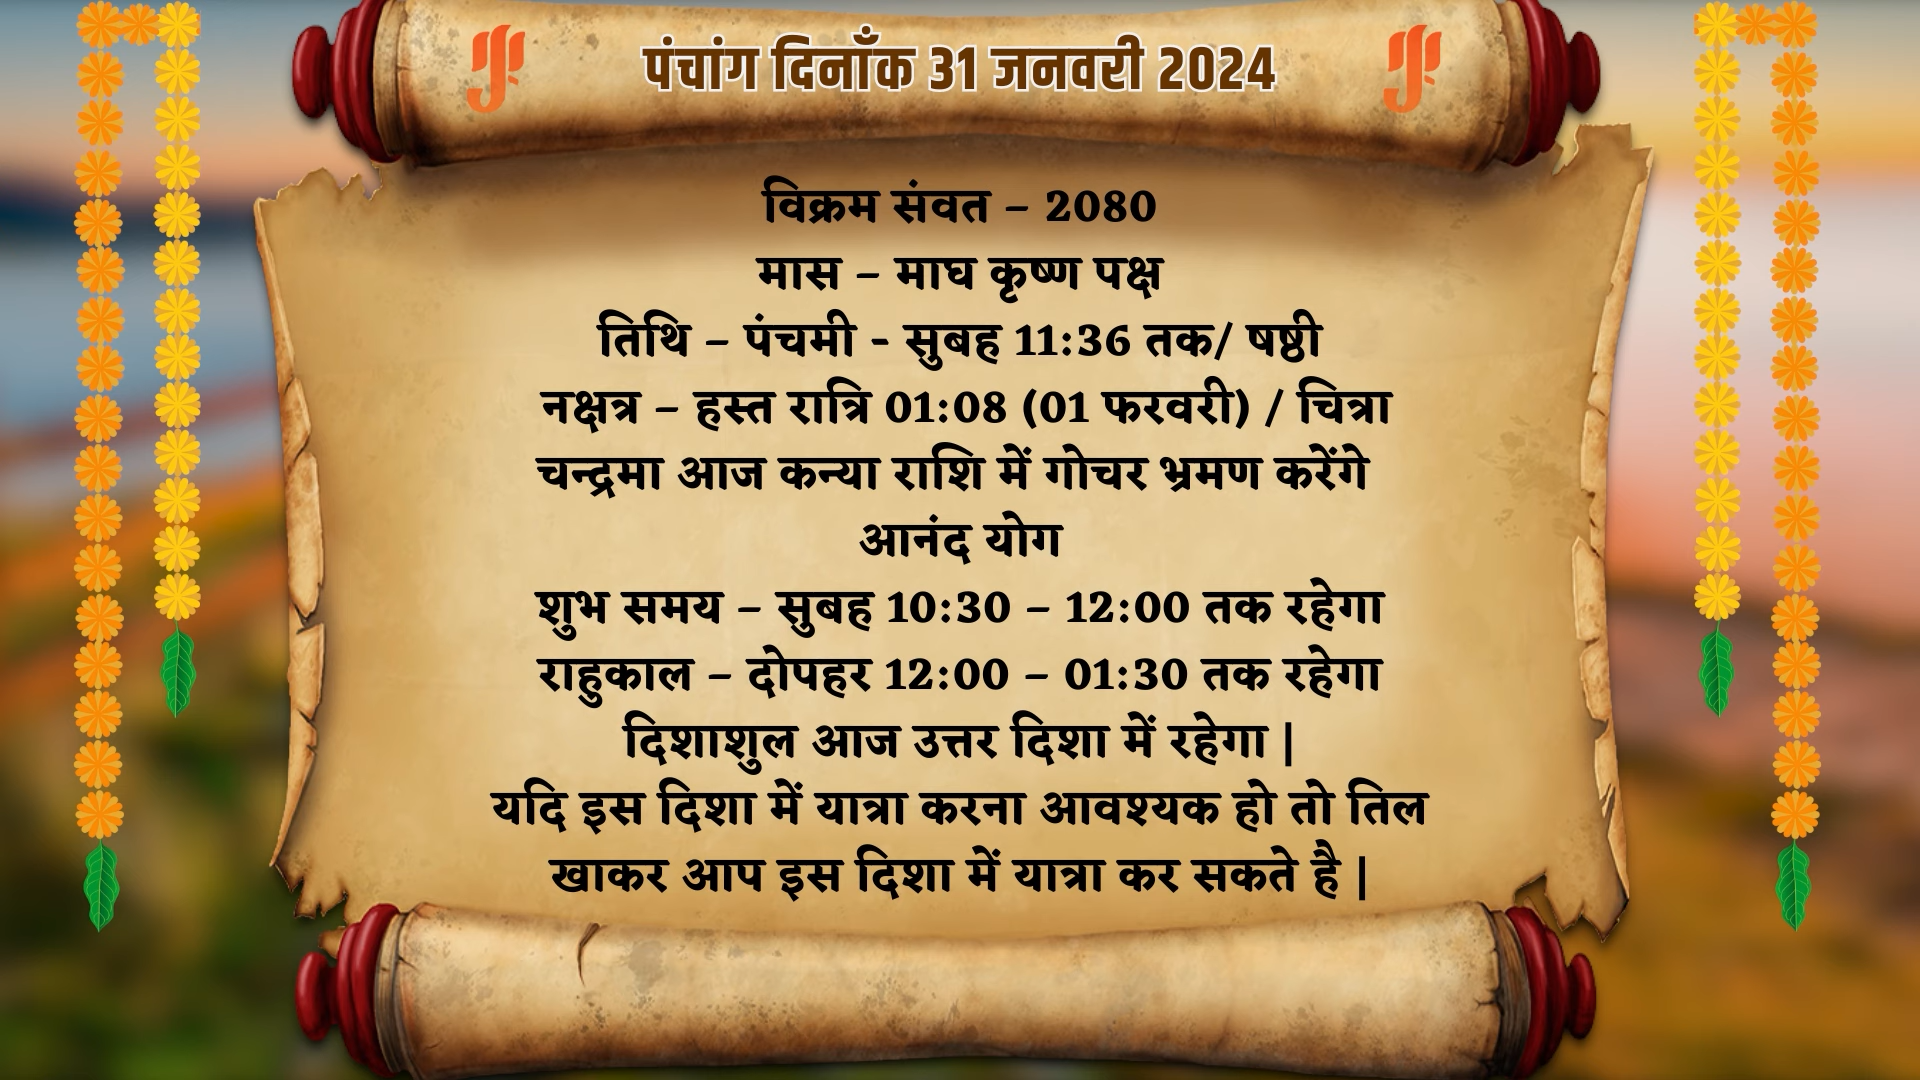 पंचांग दिनाँक 31 जनवरी 2024
विक्रम संवत – 2080
मास – माघ कृष्ण पक्ष
तिथि – पंचमी - सुबह 11:36 तक/ षष्ठी
नक्षत्र – हस्त रात्रि 01:08 (01 फरवरी) / चित्रा
चन्द्रमा आज कन्या राशि में गोचर भ्रमण करेंगे
आनंद योग
शुभ समय – सुबह 10:30 – 12:00 तक रहेगा
राहुकाल – दोपहर 12:00 – 01:30 तक रहेगा
दिशाशुल आज उत्तर दिशा में रहेगा |
यदि इस दिशा में यात्रा करना आवश्यक हो तो तिल
खाकर आप इस दिशा में यात्रा कर सकते है |